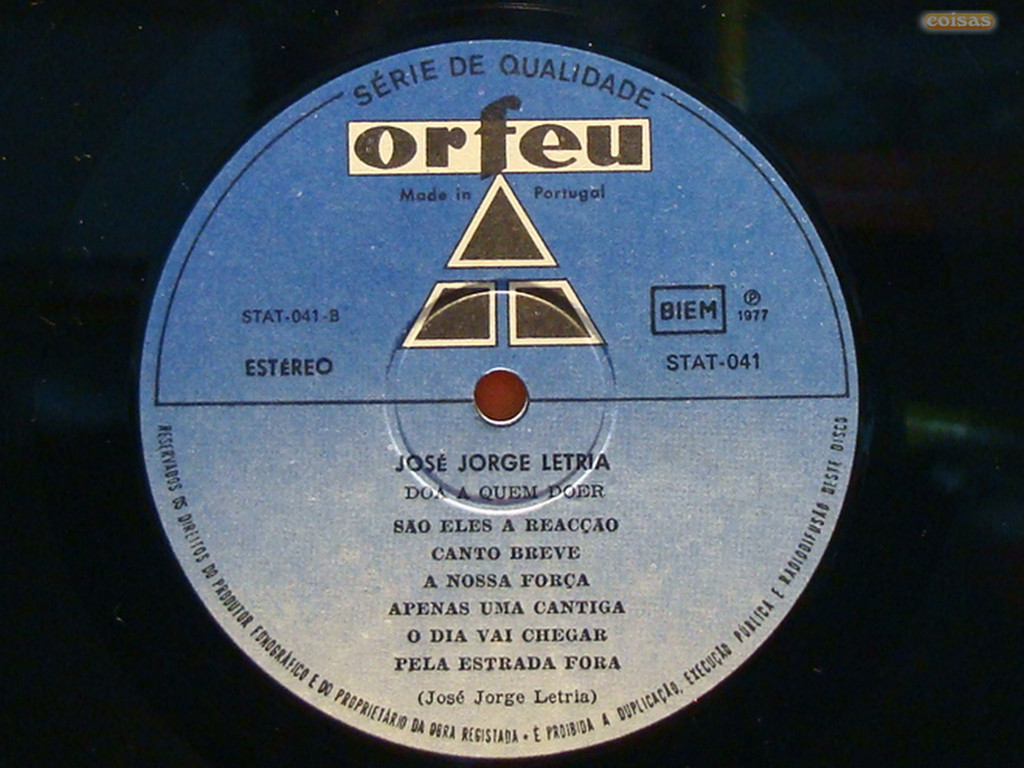 coisas
SÉRIE DE QUALIDADE
orfeu
Made in Portugal
STAT-041-B
ESTÉREO
BIEM
℗
1977
STAT-041
JOSÉ JORGE LETRIA
DOA A QUEM DOER
SÃO ELES A REACÇÃO
CANTO BREVE
A NOSSA FORÇA
APENAS UMA CANTIGA
O DIA VAI CHEGAR
PELA ESTRADA FORA
(José Jorge Letria)
RESERVADOS OS DIREITOS DO PRODUTOR FONOGRÁFICO E DO PROPRIETÁRIO DA OBRA REGISTADA • É PROIBIDA A DUPLICAÇÃO, EXECUÇÃO PÚBLICA E RADIODIFUSÃO DESTE DISCO